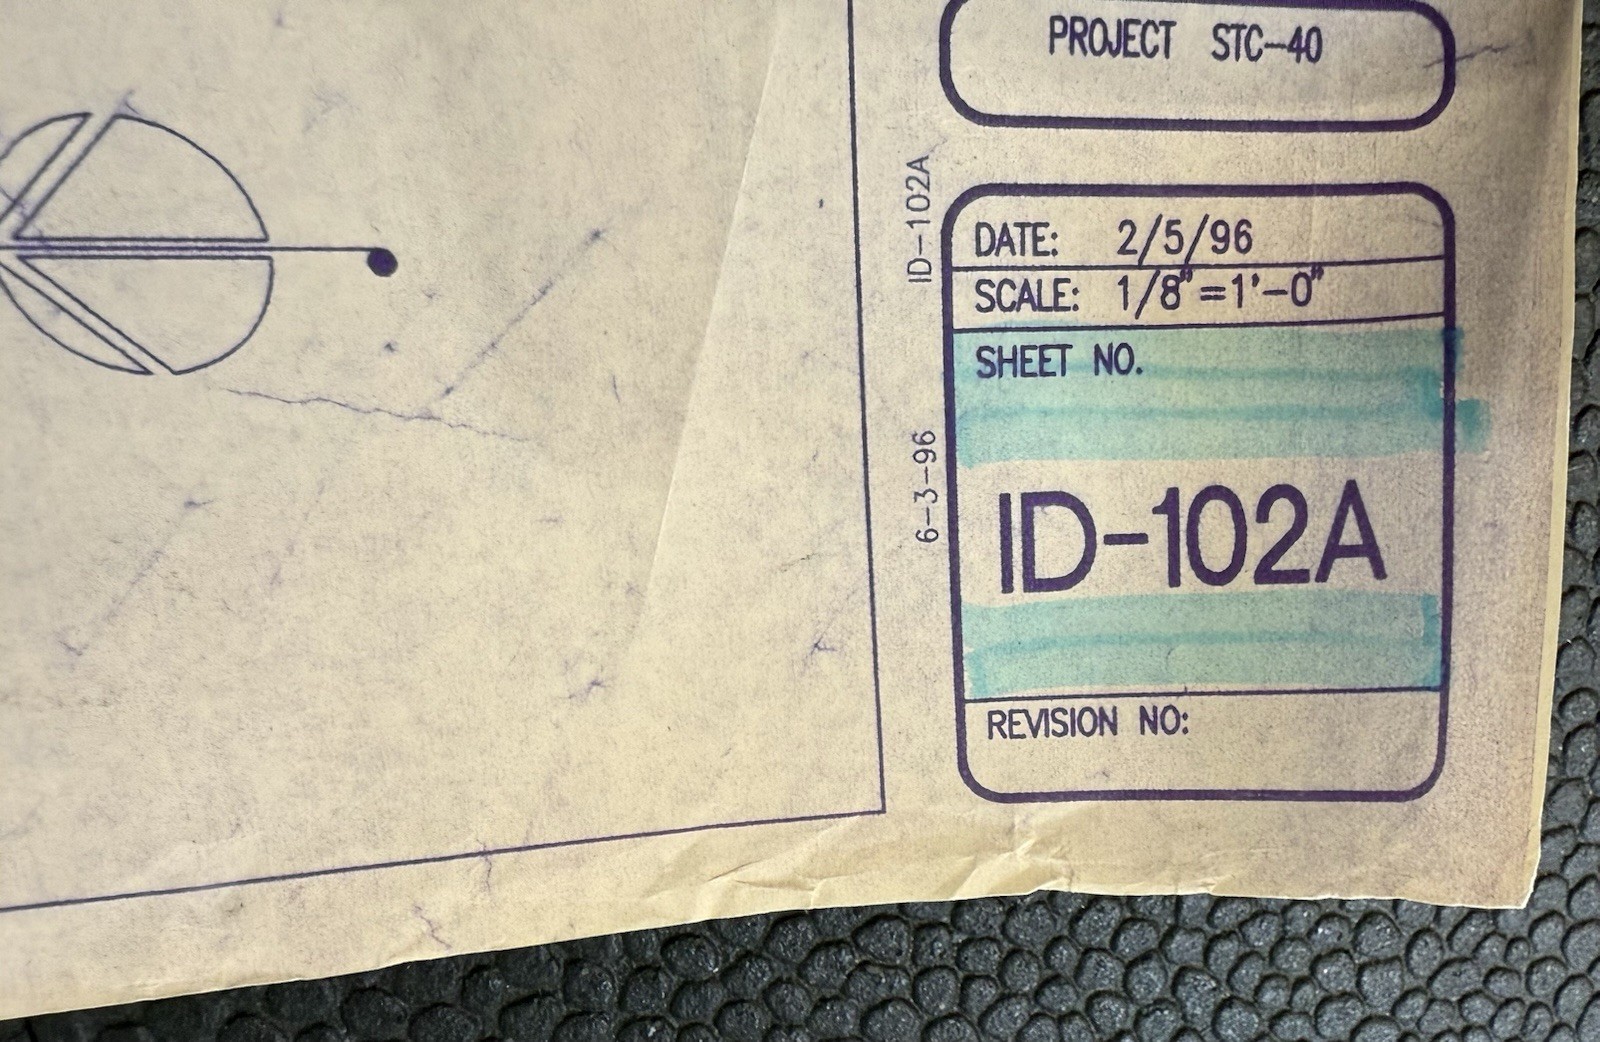 PROJECT STC-40
ID-102A
6-3-96
DATE: 2/5/96
SCALE: 1/8"=1'-0"
SHEET NO.
ID-102A
REVISION NO: